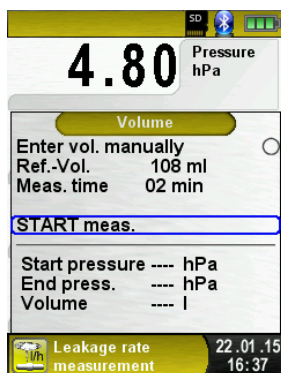 SD
4.80 Pressure
hPa
Volume
Enter vol. manually
Ref.-Vol. 108 ml
Meas. time 02 min
START meas.
Start pressure ---- hPa
End press. ---- hPa
Volume ---- l
l/h Leakage rate 22.01.15
measurement 16:37